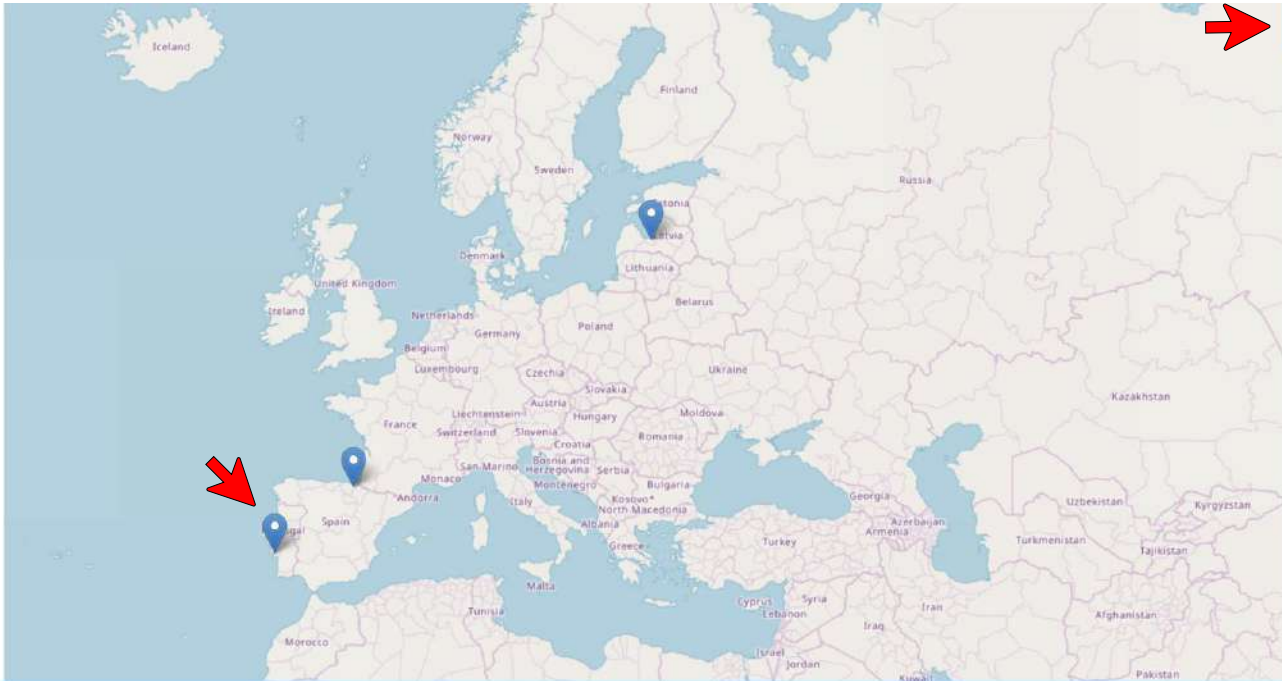 Iceland
Finland
Norway
Sweden
Russia
Estonia
Latvia
Denmark
Lithuania
United Kingdom
Belarus
Ireland
Netherlands
Poland
Germany
Belgium
Luxembourg
Ukraine
Czechia
Slovakia
Kazakhstan
Austria
Liechtenstein
Hungary
Moldova
France
Switzerland
Slovenia
Romania
Croatia
San Marino
Bosnia and
Herzegovina
Serbia
Monaco
Montenegro
Bulgaria
Andorra
Italy
Kosovo*
North Macedonia
Georgia
Uzbekistan
Kyrgyzstan
Spain
Albania
Azerbaijan
Armenia
Portugal
Greece
Turkey
Turkmenistan
Tajikistan
Malta
Tunisia
Cyprus
Syria
Lebanon
Iran
Afghanistan
Iraq
Morocco
Israel
Jordan
Kuwait
Pakistan